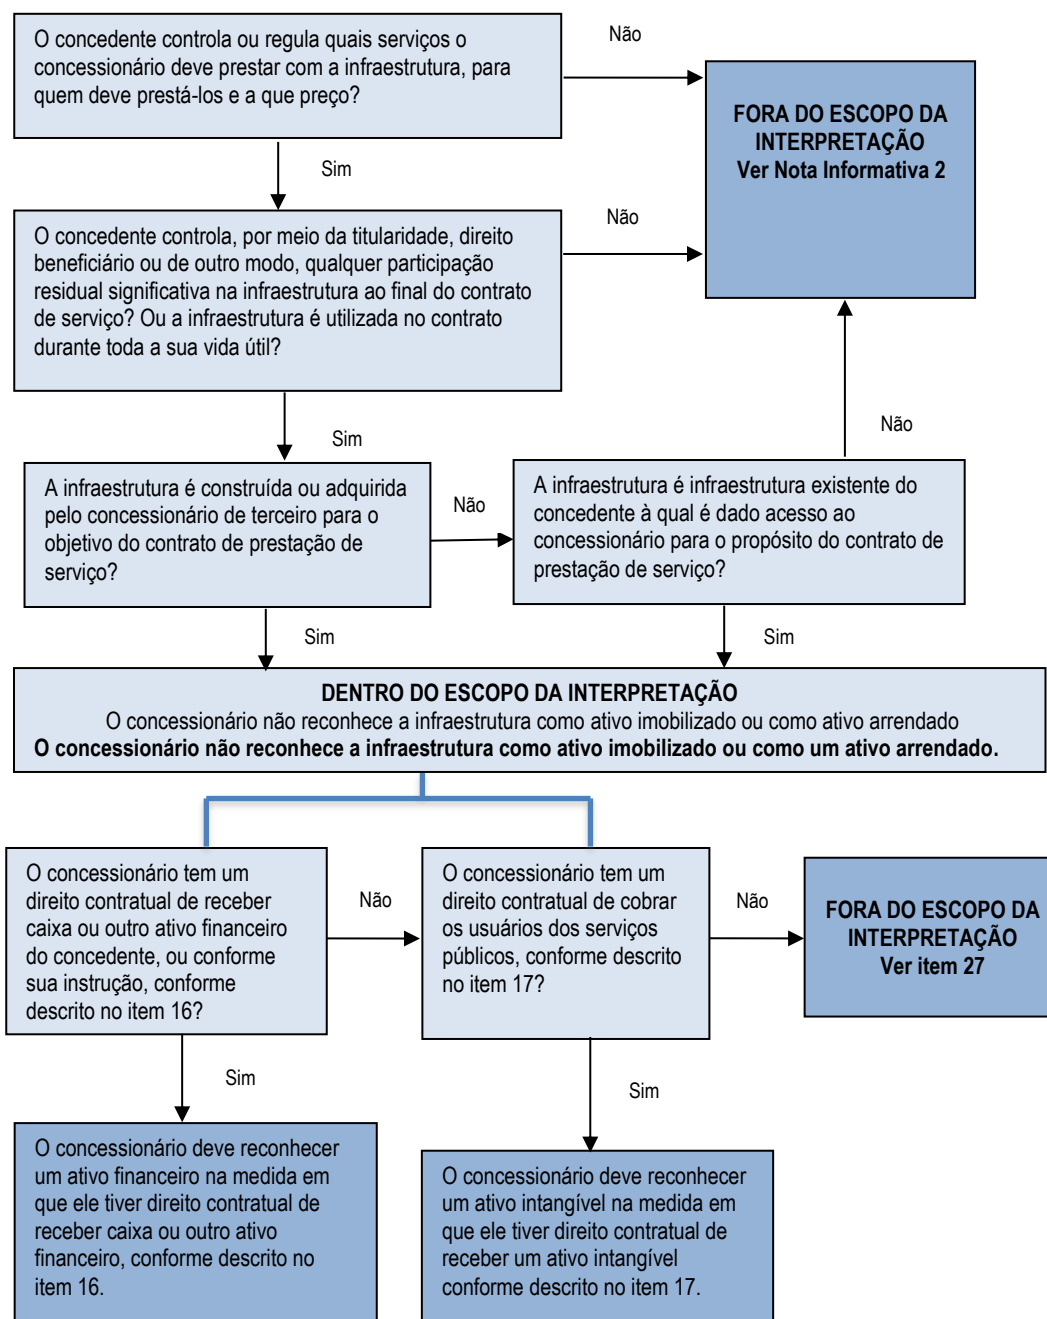 O concedente controla ou regula quais serviços o
concessionário deve prestar com a infraestrutura, para
quem deve prestá-los e a que preço?
Não
FORA DO ESCOPO DA
INTERPRETAÇÃO
Ver Nota Informativa 2
Sim
O concedente controla, por meio da titularidade, direito
beneficiário ou de outro modo, qualquer participação
residual significativa na infraestrutura ao final do contrato
de serviço? Ou a infraestrutura é utilizada no contrato
durante toda a sua vida útil?
Não
Sim
Não
A infraestrutura é construída ou adquirida
pelo concessionário de terceiro para o
objetivo do contrato de prestação de
serviço?
Não
A infraestrutura é infraestrutura existente do
concedente à qual é dado acesso ao
concessionário para o propósito do contrato de
prestação de serviço?
Sim
Sim
DENTRO DO ESCOPO DA INTERPRETAÇÃO
O concessionário não reconhece a infraestrutura como ativo imobilizado ou como ativo arrendado
O concessionário não reconhece a infraestrutura como ativo imobilizado ou como um ativo arrendado.
O concessionário tem um
direito contratual de receber
caixa ou outro ativo financeiro
do concedente, ou conforme
sua instrução, conforme
descrito no item 16?
Não
O concessionário tem um
direito contratual de cobrar
os usuários dos serviços
públicos, conforme descrito
no item 17?
Não
FORA DO ESCOPO DA
INTERPRETAÇÃO
Ver item 27
Sim
Sim
O concessionário deve reconhecer
um ativo financeiro na medida em
que ele tiver direito contratual de
receber caixa ou outro ativo
financeiro, conforme descrito no
item 16.
O concessionário deve reconhecer
um ativo intangível na medida em
que ele tiver direito contratual de
receber um ativo intangível
conforme descrito no item 17.